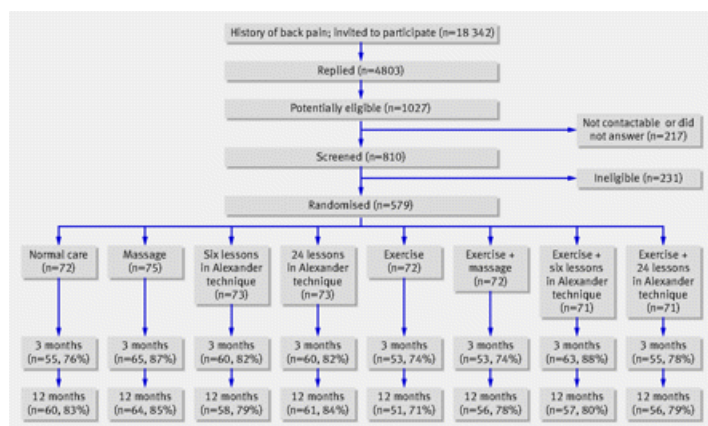 History of back pain; invited to participate (n=18 342)
Replied (n=4803)
Potentially eligible (n=1027)
Not contactable or did
not answer (n=217)
Screened (n=810)
Ineligible (n=231)
Randomised (n=579)
Normal care
(n=72)
Massage
(n=75)
Six lessons
in Alexander
technique
(n=73)
24 lessons
in Alexander
technique
(n=73)
Exercise
(n=72)
Exercise +
massage
(n=72)
Exercise +
six lessons
in Alexander
technique
(n=71)
Exercise +
24 lessons
in Alexander
technique
(n=71)
3 months
(n=55, 76%)
3 months
(n=65, 87%)
3 months
(n=60, 82%)
3 months
(n=60, 82%)
3 months
(n=53, 74%)
3 months
(n=53, 74%)
3 months
(n=63, 88%)
3 months
(n=55, 78%)
12 months
(n=60, 83%)
12 months
(n=64, 85%)
12 months
(n=58, 79%)
12 months
(n=61, 84%)
12 months
(n=51, 71%)
12 months
(n=56, 78%)
12 months
(n=57, 80%)
12 months
(n=56, 79%)